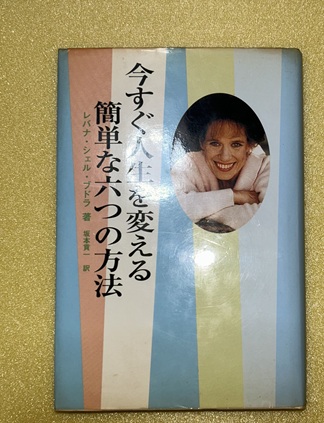 今すぐ人生を変える
簡単な六つの方法
レバナ・シェル・ブドラ 著
坂本貢一 訳